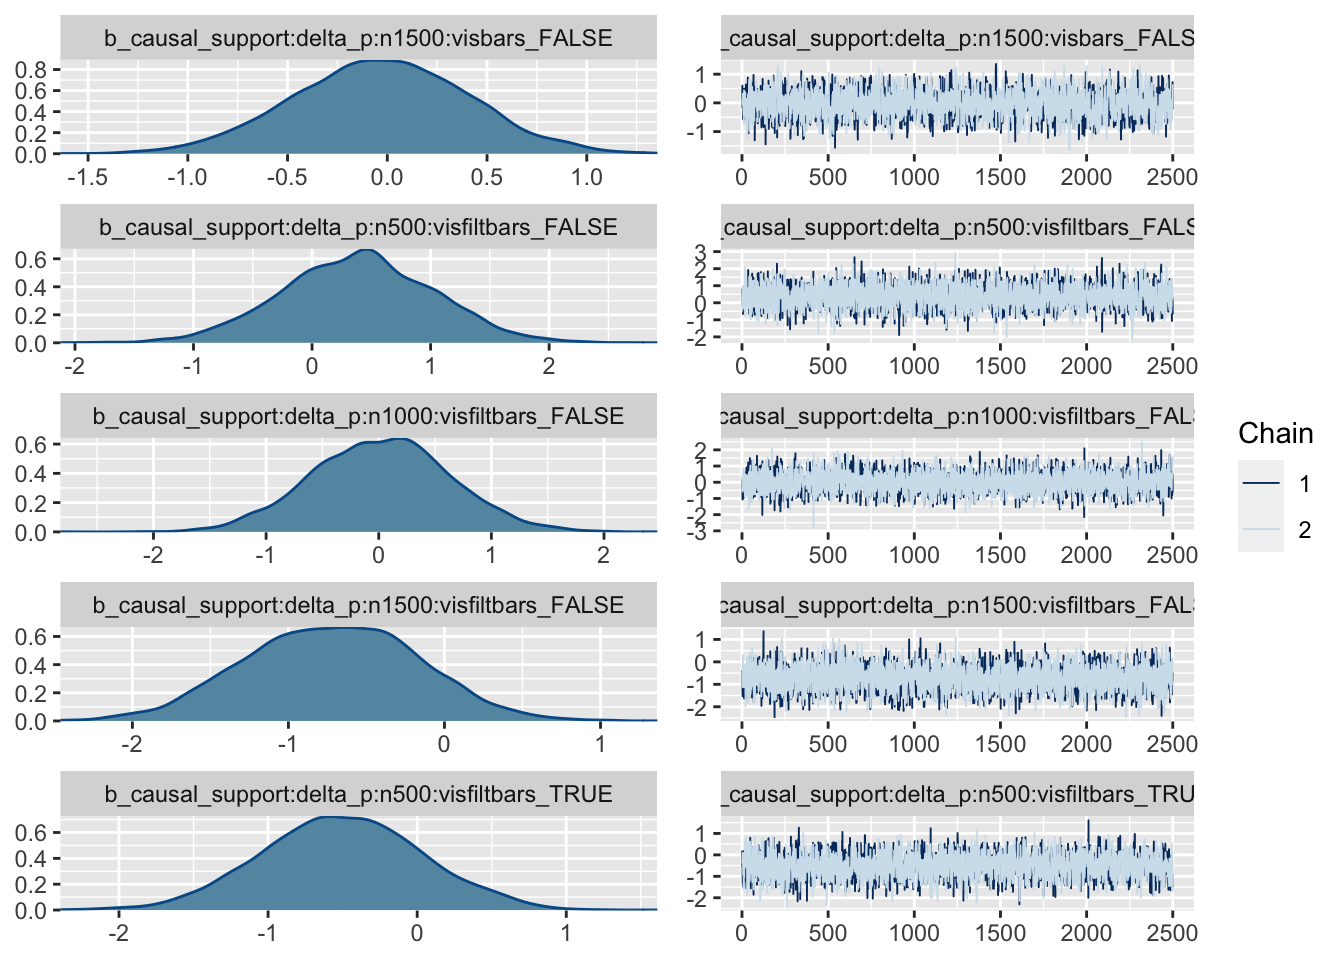 b_causal_support:delta_p:n1500:visbars_FALSE
0.8
0.6
0.4
0.2
0.0
-1.5 -1.0 -0.5 0.0 0.5 1.0
_causal_support:delta_p:n1500:visbars_FALS
1
0
-1
0 500 1000 1500 2000 2500
b_causal_support:delta_p:n500:visfiltbars_FALSE
0.6
0.4
0.2
0.0
-2 -1 0 1 2
_causal_support:delta_p:n500:visfiltbars_FALS
3
2
1
0
-1
-2
0 500 1000 1500 2000 2500
b_causal_support:delta_p:n1000:visfiltbars_FALSE
0.6
0.4
0.2
0.0
-2 -1 0 1 2
causal_support:delta_p:n1000:visfiltbars_FALS
2
1
0
-1
-2
-3
0 500 1000 1500 2000 2500
b_causal_support:delta_p:n1500:visfiltbars_FALSE
0.6
0.4
0.2
0.0
-2 -1 0 1
causal_support:delta_p:n1500:visfiltbars_FALS
1
0
-1
-2
0 500 1000 1500 2000 2500
b_causal_support:delta_p:n500:visfiltbars_TRUE
0.6
0.4
0.2
0.0
-2 -1 0 1
_causal_support:delta_p:n500:visfiltbars_TRU
1
0
-1
-2
0 500 1000 1500 2000 2500
Chain
1
2